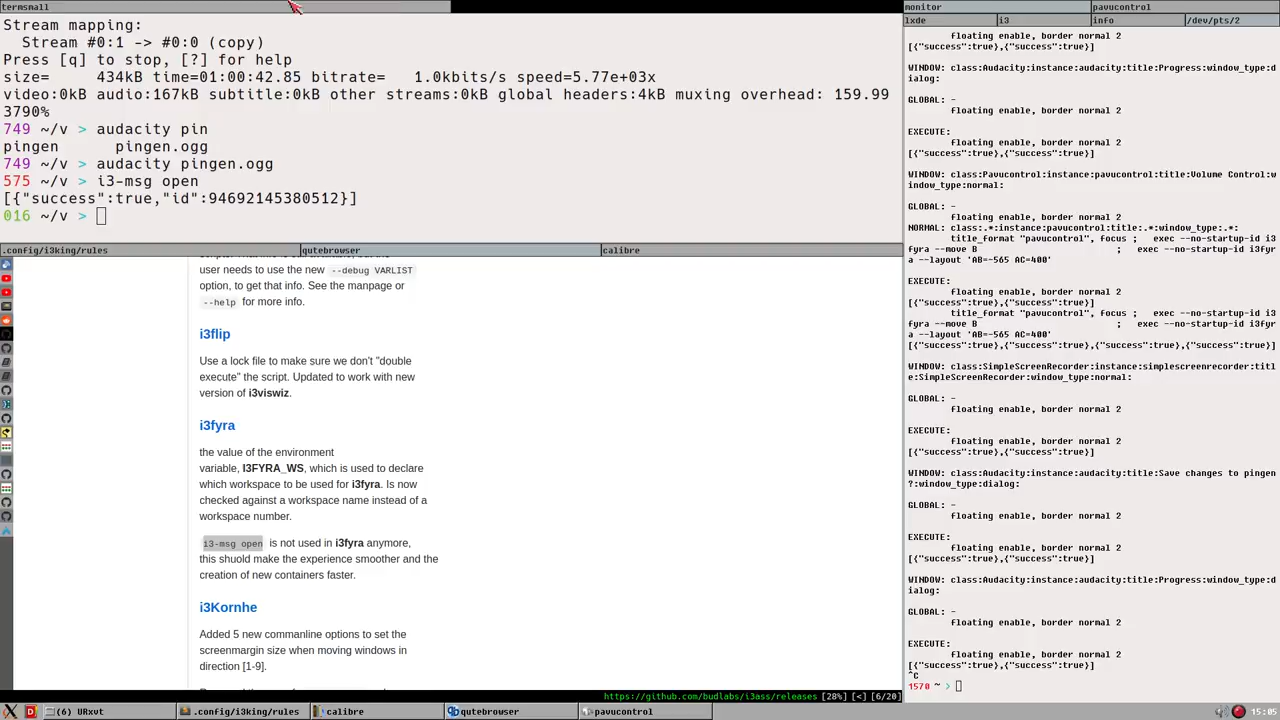 termsmall
Stream mapping:
  Stream #0:1 -> #0:0 (copy)
Press [q] to stop, [?] for help
size=     434kB time=01:00:42.85 bitrate=   1.0kbits/s speed=5.77e+03x
video:0kB audio:167kB subtitle:0kB other streams:0kB global headers:4kB muxing overhead: 159.99
3790%
749 ~/v > audacity pin
pingen      pingen.ogg
749 ~/v > audacity pingen.ogg
575 ~/v > i3-msg open
[{"success":true,"id":94692145380512}]
016 ~/v >
.config/i3king/rules qutebrowser calibre
user needs to use the new --debug VARLIST
option, to get that info. See the manpage or
--help for more info.
i3flip
Use a lock file to make sure we don't "double
execute" the script. Updated to work with new
version of i3viswiz.
i3fyra
the value of the environment
variable, I3FYRA_WS, which is used to declare
which workspace to be used for i3fyra. Is now
checked against a workspace name instead of a
workspace number.
i3-msg open is not used in i3fyra anymore,
this shuold make the experience smoother and the
creation of new containers faster.
i3Kornhe
Added 5 new commanline options to set the
screenmargin size when moving windows in
direction [1-9].
https://github.com/budlabs/i3ass/releases [28%] [<] [6/20]
monitor pavucontrol
lxde i3 info /dev/pts/2
floating enable, border normal 2
[{"success":true},{"success":true}]
WINDOW: class:Audacity:instance:audacity:title:Progress:window_type:d
ialog:
GLOBAL: -
floating enable, border normal 2
EXECUTE:
floating enable, border normal 2
[{"success":true},{"success":true}]
WINDOW: class:Pavucontrol:instance:pavucontrol:title:Volume Control:w
indow_type:normal:
GLOBAL: -
floating enable, border normal 2
NORMAL: class:.*:instance:pavucontrol:title:.*:window_type:.*:
title_format "pavucontrol", focus ;   exec --no-startup-id i3
fyra --move B                        ;   exec --no-startup-id i3fyr
a --layout 'AB=-565 AC=400'
EXECUTE:
floating enable, border normal 2
[{"success":true},{"success":true}]
title_format "pavucontrol", focus ;   exec --no-startup-id i3
fyra --move B                        ;   exec --no-startup-id i3fyr
a --layout 'AB=-565 AC=400'
[{"success":true},{"success":true},{"success":true},{"success":true}]
WINDOW: class:SimpleScreenRecorder:instance:simplescreenrecorder:titl
e:SimpleScreenRecorder:window_type:normal:
GLOBAL: -
floating enable, border normal 2
EXECUTE:
floating enable, border normal 2
[{"success":true},{"success":true}]
WINDOW: class:Audacity:instance:audacity:title:Save changes to pingen
?:window_type:dialog:
GLOBAL: -
floating enable, border normal 2
EXECUTE:
floating enable, border normal 2
[{"success":true},{"success":true}]
WINDOW: class:Audacity:instance:audacity:title:Progress:window_type:d
ialog:
GLOBAL: -
floating enable, border normal 2
EXECUTE:
floating enable, border normal 2
[{"success":true},{"success":true}]
^C
1570 ~ >
(6) URxvt .config/i3king/rules calibre qutebrowser pavucontrol 15:05